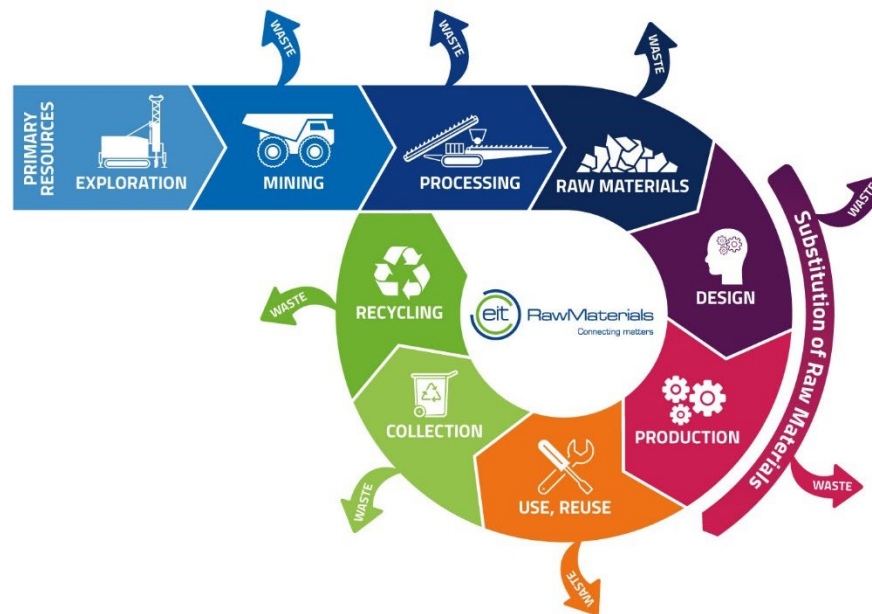 WASTE
WASTE
WASTE
PRIMARY
RESOURCES
EXPLORATION
MINING
PROCESSING
RAW MATERIALS
WASTE
Substitution of Raw Materials
DESIGN
WASTE
RECYCLING
eit RawMaterials
Connecting matters
COLLECTION
PRODUCTION
WASTE
USE, REUSE
WASTE
WASTE